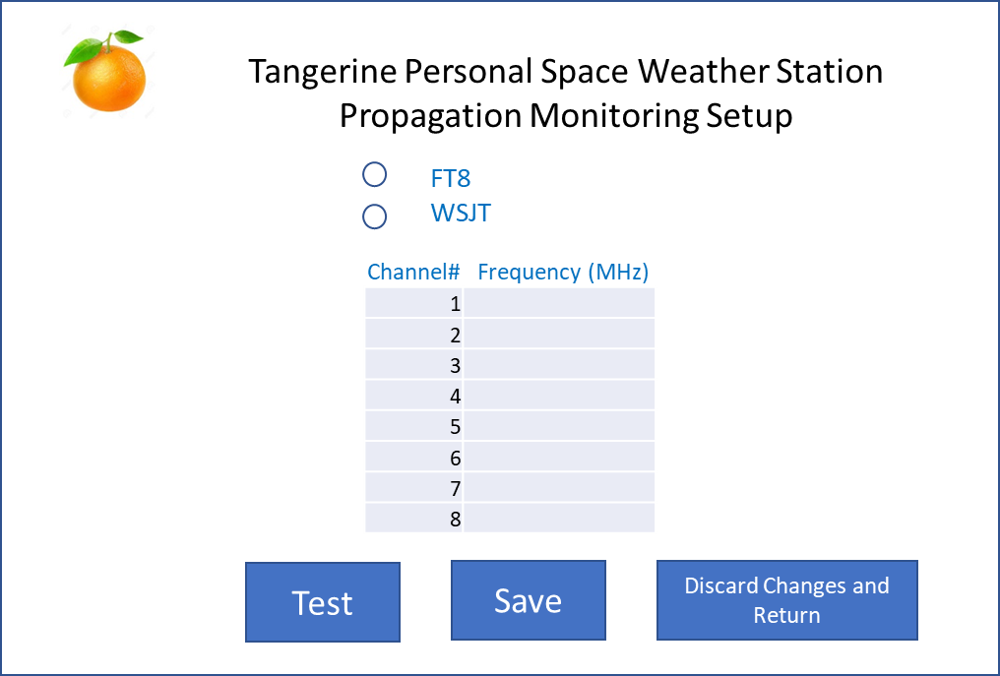 Tangerine Personal Space Weather Station
Propagation Monitoring Setup
FT8
WSJT
Channel# Frequency (MHz)
1
2
3
4
5
6
7
8
Test
Save
Discard Changes and
Return